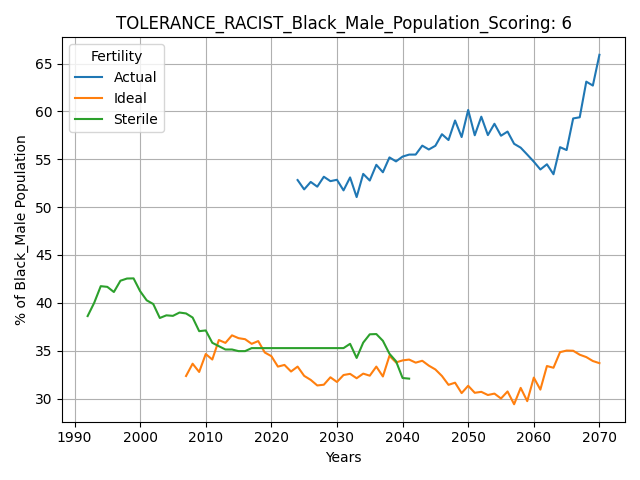 TOLERANCE_RACIST_Black_Male_Population_Scoring: 6
Fertility
Actual
Ideal
Sterile
% of Black_Male Population
65
60
55
50
45
40
35
30
1990 2000 2010 2020 2030 2040 2050 2060 2070
Years